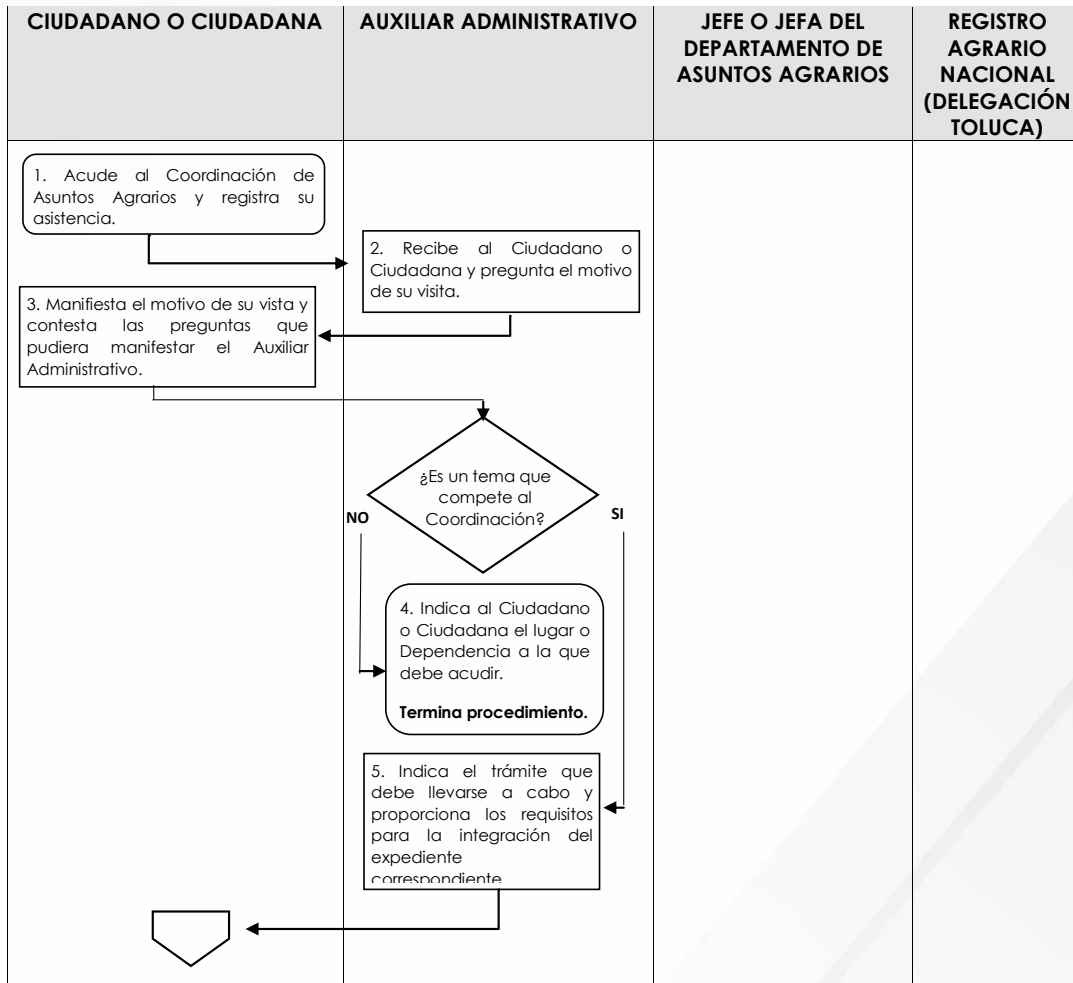 CIUDADANO O CIUDADANA
AUXILIAR ADMINISTRATIVO
JEFE O JEFA DEL
DEPARTAMENTO DE
ASUNTOS AGRARIOS
REGISTRO
AGRARIO
NACIONAL
(DELEGACIÓN
TOLUCA)
1. Acude al Coordinación de
Asuntos Agrarios y registra su
asistencia.
2. Recibe al Ciudadano o
Ciudadana y pregunta el motivo
de su visita.
3. Manifiesta el motivo de su vista y
contesta las preguntas que
pudiera manifestar el Auxiliar
Administrativo.
¿Es un tema que
compete al
Coordinación?
NO
SI
4. Indica al Ciudadano
o Ciudadana el lugar o
Dependencia a la que
debe acudir.
Termina procedimiento.
5. Indica el trámite que
debe llevarse a cabo y
proporciona los requisitos
para la integración del
expediente
correspondiente